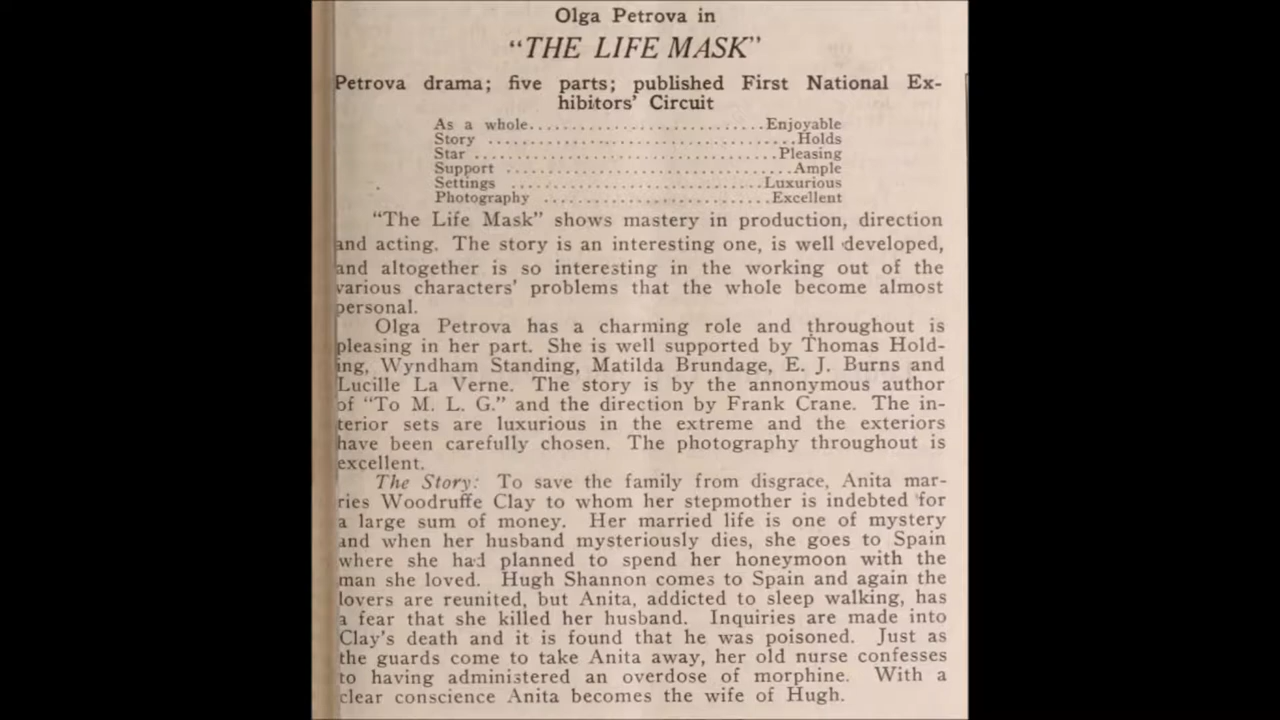 Olga Petrova in
"THE LIFE MASK"
Petrova drama; five parts; published First National Ex-
hibitors' Circuit
As a whole..........................Enjoyable
Story ..................................Holds
Star .................................Pleasing
Support ...............................Ample
Settings ...........................Luxurious
Photography .......................Excellent
"The Life Mask" shows mastery in production, direction
and acting. The story is an interesting one, is well developed,
and altogether is so interesting in the working out of the
various characters' problems that the whole become almost
personal.
Olga Petrova has a charming role and throughout is
pleasing in her part. She is well supported by Thomas Hold-
ing, Wyndham Standing, Matilda Brundage, E. J. Burns and
Lucille La Verne. The story is by the annonymous author
of "To M. L. G." and the direction by Frank Crane. The in-
terior sets are luxurious in the extreme and the exteriors
have been carefully chosen. The photography throughout is
excellent.
The Story: To save the family from disgrace, Anita mar-
ries Woodruffe Clay to whom her stepmother is indebted for
a large sum of money. Her married life is one of mystery
and when her husband mysteriously dies, she goes to Spain
where she had planned to spend her honeymoon with the
man she loved. Hugh Shannon comes to Spain and again the
lovers are reunited, but Anita, addicted to sleep walking, has
a fear that she killed her husband. Inquiries are made into
Clay's death and it is found that he was poisoned. Just as
the guards come to take Anita away, her old nurse confesses
to having administered an overdose of morphine. With a
clear conscience Anita becomes the wife of Hugh.